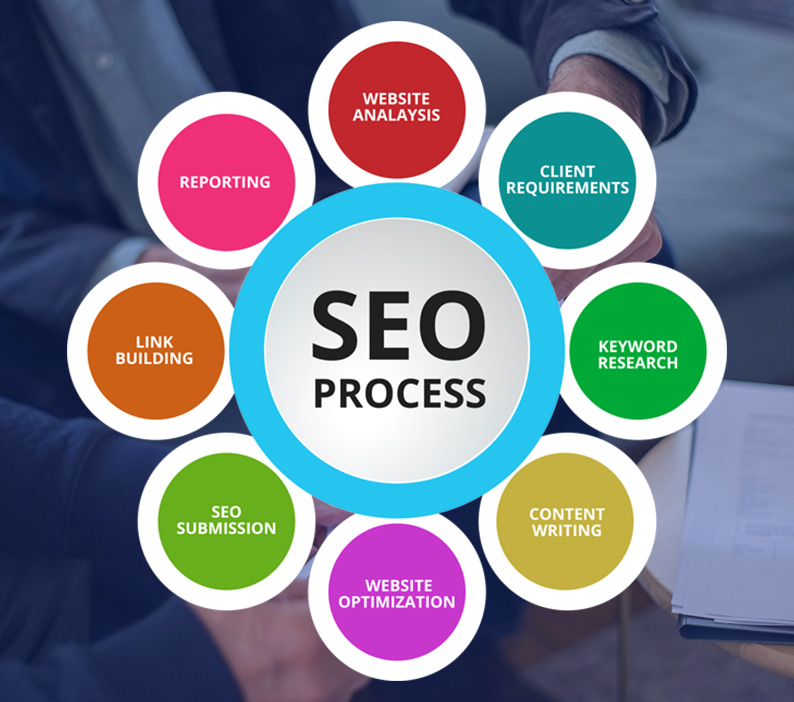 WEBSITE
ANALAYSIS
CLIENT
REQUIREMENTS
KEYWORD
RESEARCH
CONTENT
WRITING
WEBSITE
OPTIMIZATION
SEO
SUBMISSION
LINK
BUILDING
REPORTING
SEO
PROCESS